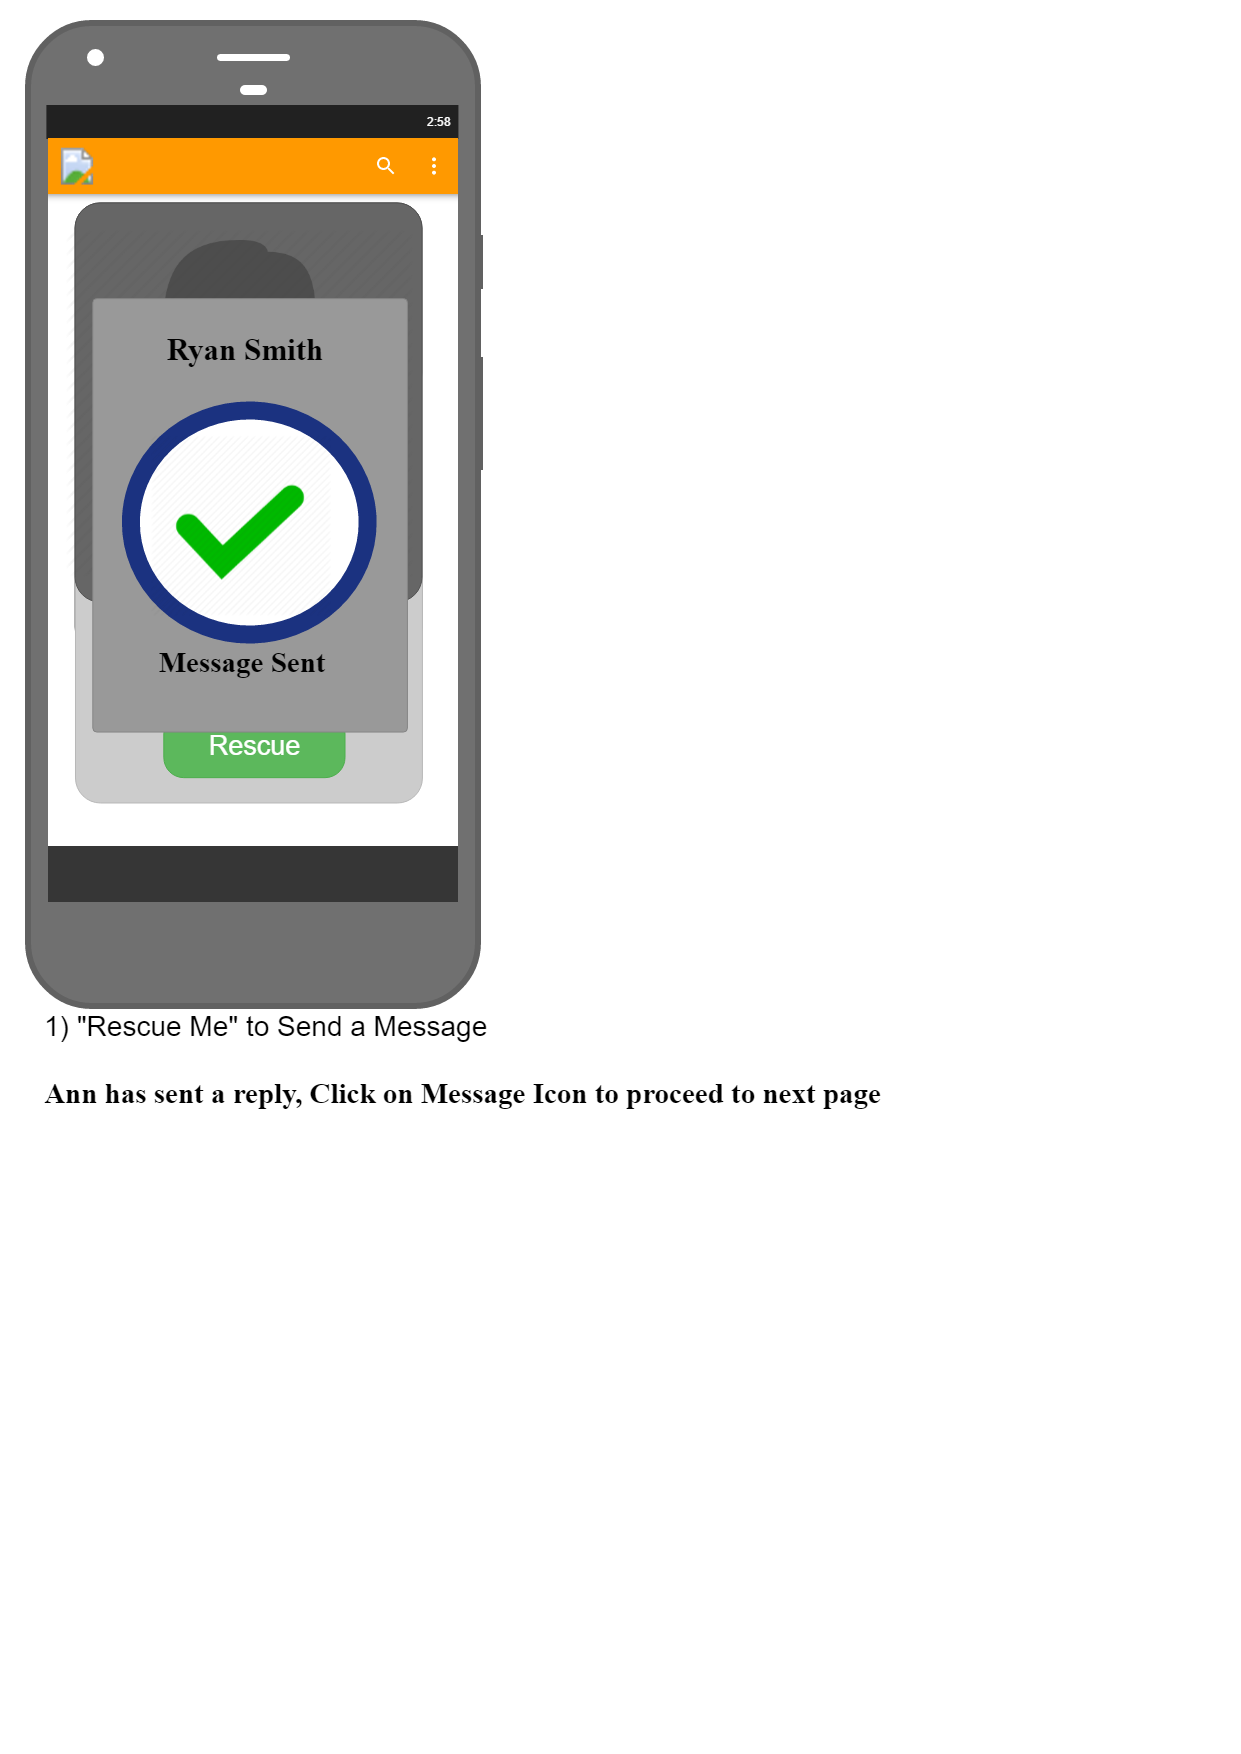 2:58
Ryan Smith
Message Sent
Rescue
1) "Rescue Me" to Send a Message
Ann has sent a reply, Click on Message Icon to proceed to next page